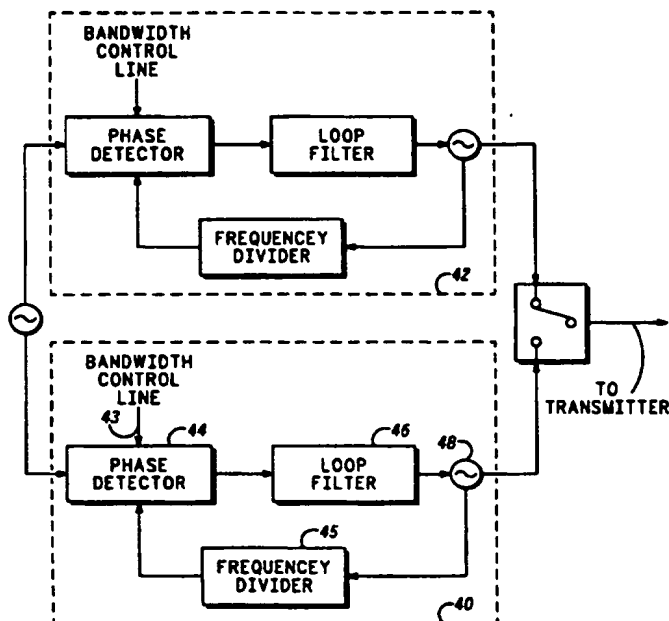 BANDWIDTH
CONTROL
LINE
PHASE
DETECTOR
LOOP
FILTER
FREQUENCEY
DIVIDER
42
BANDWIDTH
CONTROL
LINE
43
44
46
48
PHASE
DETECTOR
LOOP
FILTER
TO
TRANSMITTER
45
FREQUENCEY
DIVIDER
40